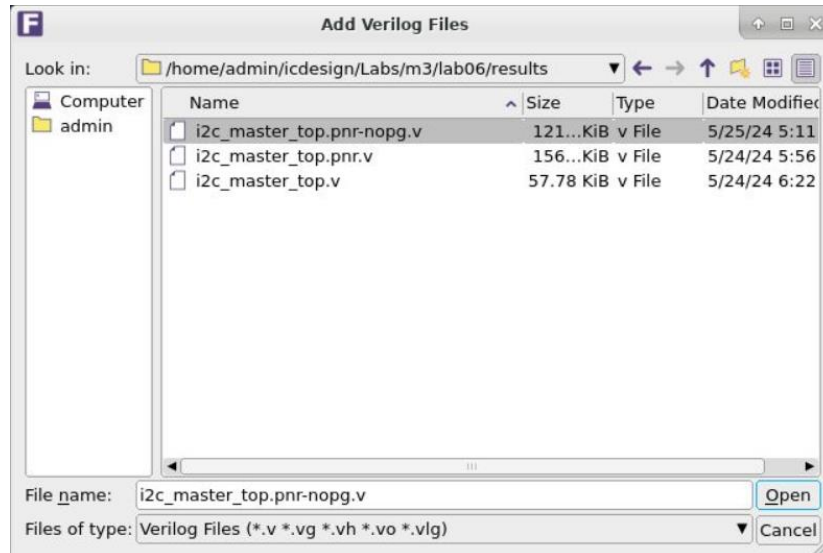 F Add Verilog Files
Look in: /home/admin/icdesign/Labs/m3/lab06/results
Computer
admin
Name Size Type Date Modified
i2c_master_top.pnr-nopg.v 121...KiB v File 5/25/24 5:11
i2c_master_top.pnr.v 156...KiB v File 5/24/24 5:56
i2c_master_top.v 57.78 KiB v File 5/24/24 6:22
File name: i2c_master_top.pnr-nopg.v Open
Files of type: Verilog Files (*.v *.vg *.vh *.vo *.vlg) Cancel